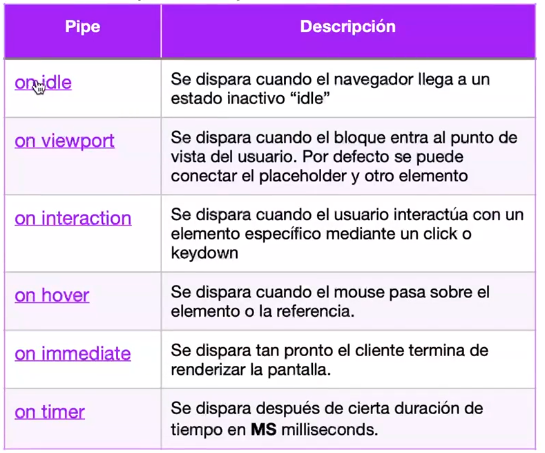 Pipe
Descripción
on idle
Se dispara cuando el navegador llega a un
estado inactivo “idle”
on viewport
Se dispara cuando el bloque entra al punto de
vista del usuario. Por defecto se puede
conectar el placeholder y otro elemento
on interaction
Se dispara cuando el usuario interactúa con un
elemento específico mediante un click o
keydown
on hover
Se dispara cuando el mouse pasa sobre el
elemento o la referencia.
on immediate
Se dispara tan pronto el cliente termina de
renderizar la pantalla.
on timer
Se dispara después de cierta duración de
tiempo en MS milliseconds.